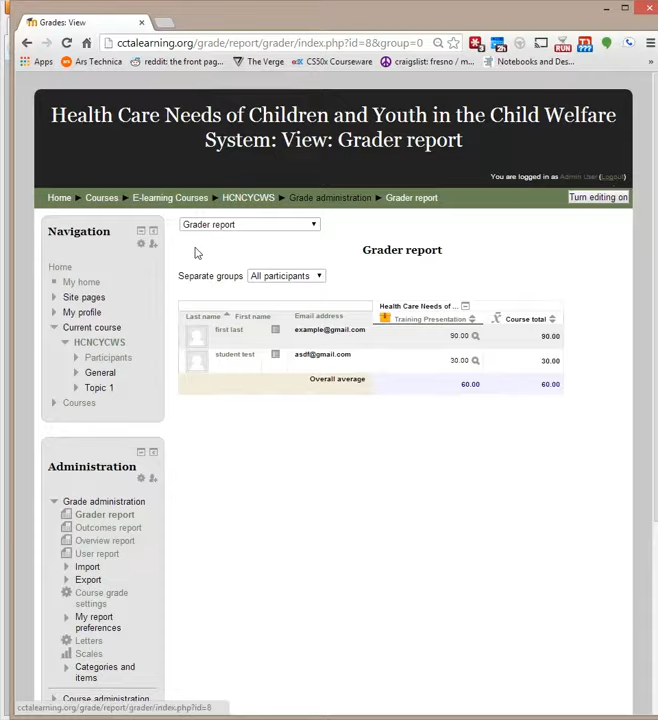 Grades: View
cctalearning.org/grade/report/grader/index.php?id=8&group=0
Apps Ars Technica reddit: the front pag... The Verge CS50x Courseware craigslist: fresno / m... Notebooks and Des...
Health Care Needs of Children and Youth in the Child Welfare
System: View: Grader report
You are logged in as Admin User (Logout)
Home ► Courses ► E-learning Courses ► HCNCYCWS ► Grade administration ► Grader report
Turn editing on
Navigation
Home
My home
Site pages
My profile
Current course
HCNCYCWS
Participants
General
Topic 1
Courses
Grader report
Grader report
Separate groups All participants
Health Care Needs of ...
Last name First name Email address Training Presentation Course total
first last example@gmail.com 90.00 90.00
student test asdf@gmail.com 30.00 30.00
Overall average 60.00 60.00
Administration
Grade administration
Grader report
Outcomes report
Overview report
User report
Import
Export
Course grade
settings
My report
preferences
Letters
Scales
Categories and
items
Course administration
cctalearning.org/grade/report/grader/index.php?id=8